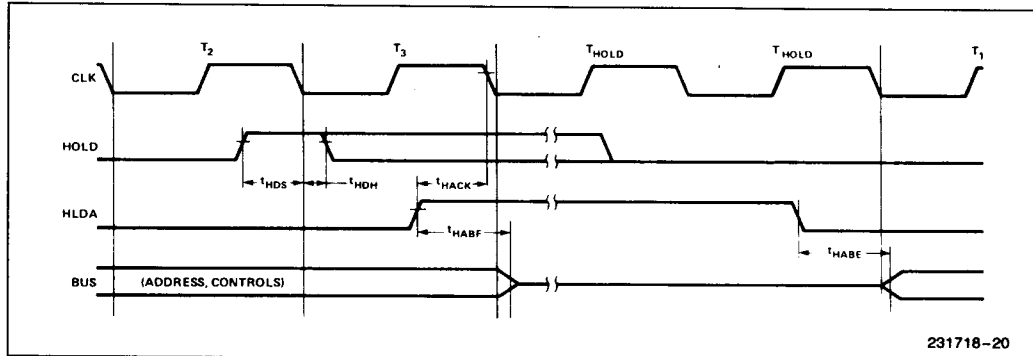 T2 T3 THOLD THOLD T1
CLK
HOLD
tHDS tHDH tHACK
HLDA
tHABF tHABE
BUS (ADDRESS, CONTROLS)
231718-20